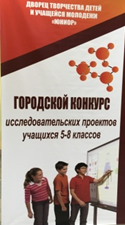 ДВОРЕЦ ТВОРЧЕСТВА ДЕТЕЙ
И УЧАЩЕЙСЯ МОЛОДЕЖИ
«ЮНИОР»
ГОРОДСКОЙ КОНКУРС
исследовательских проектов
учащихся 5-8 классов